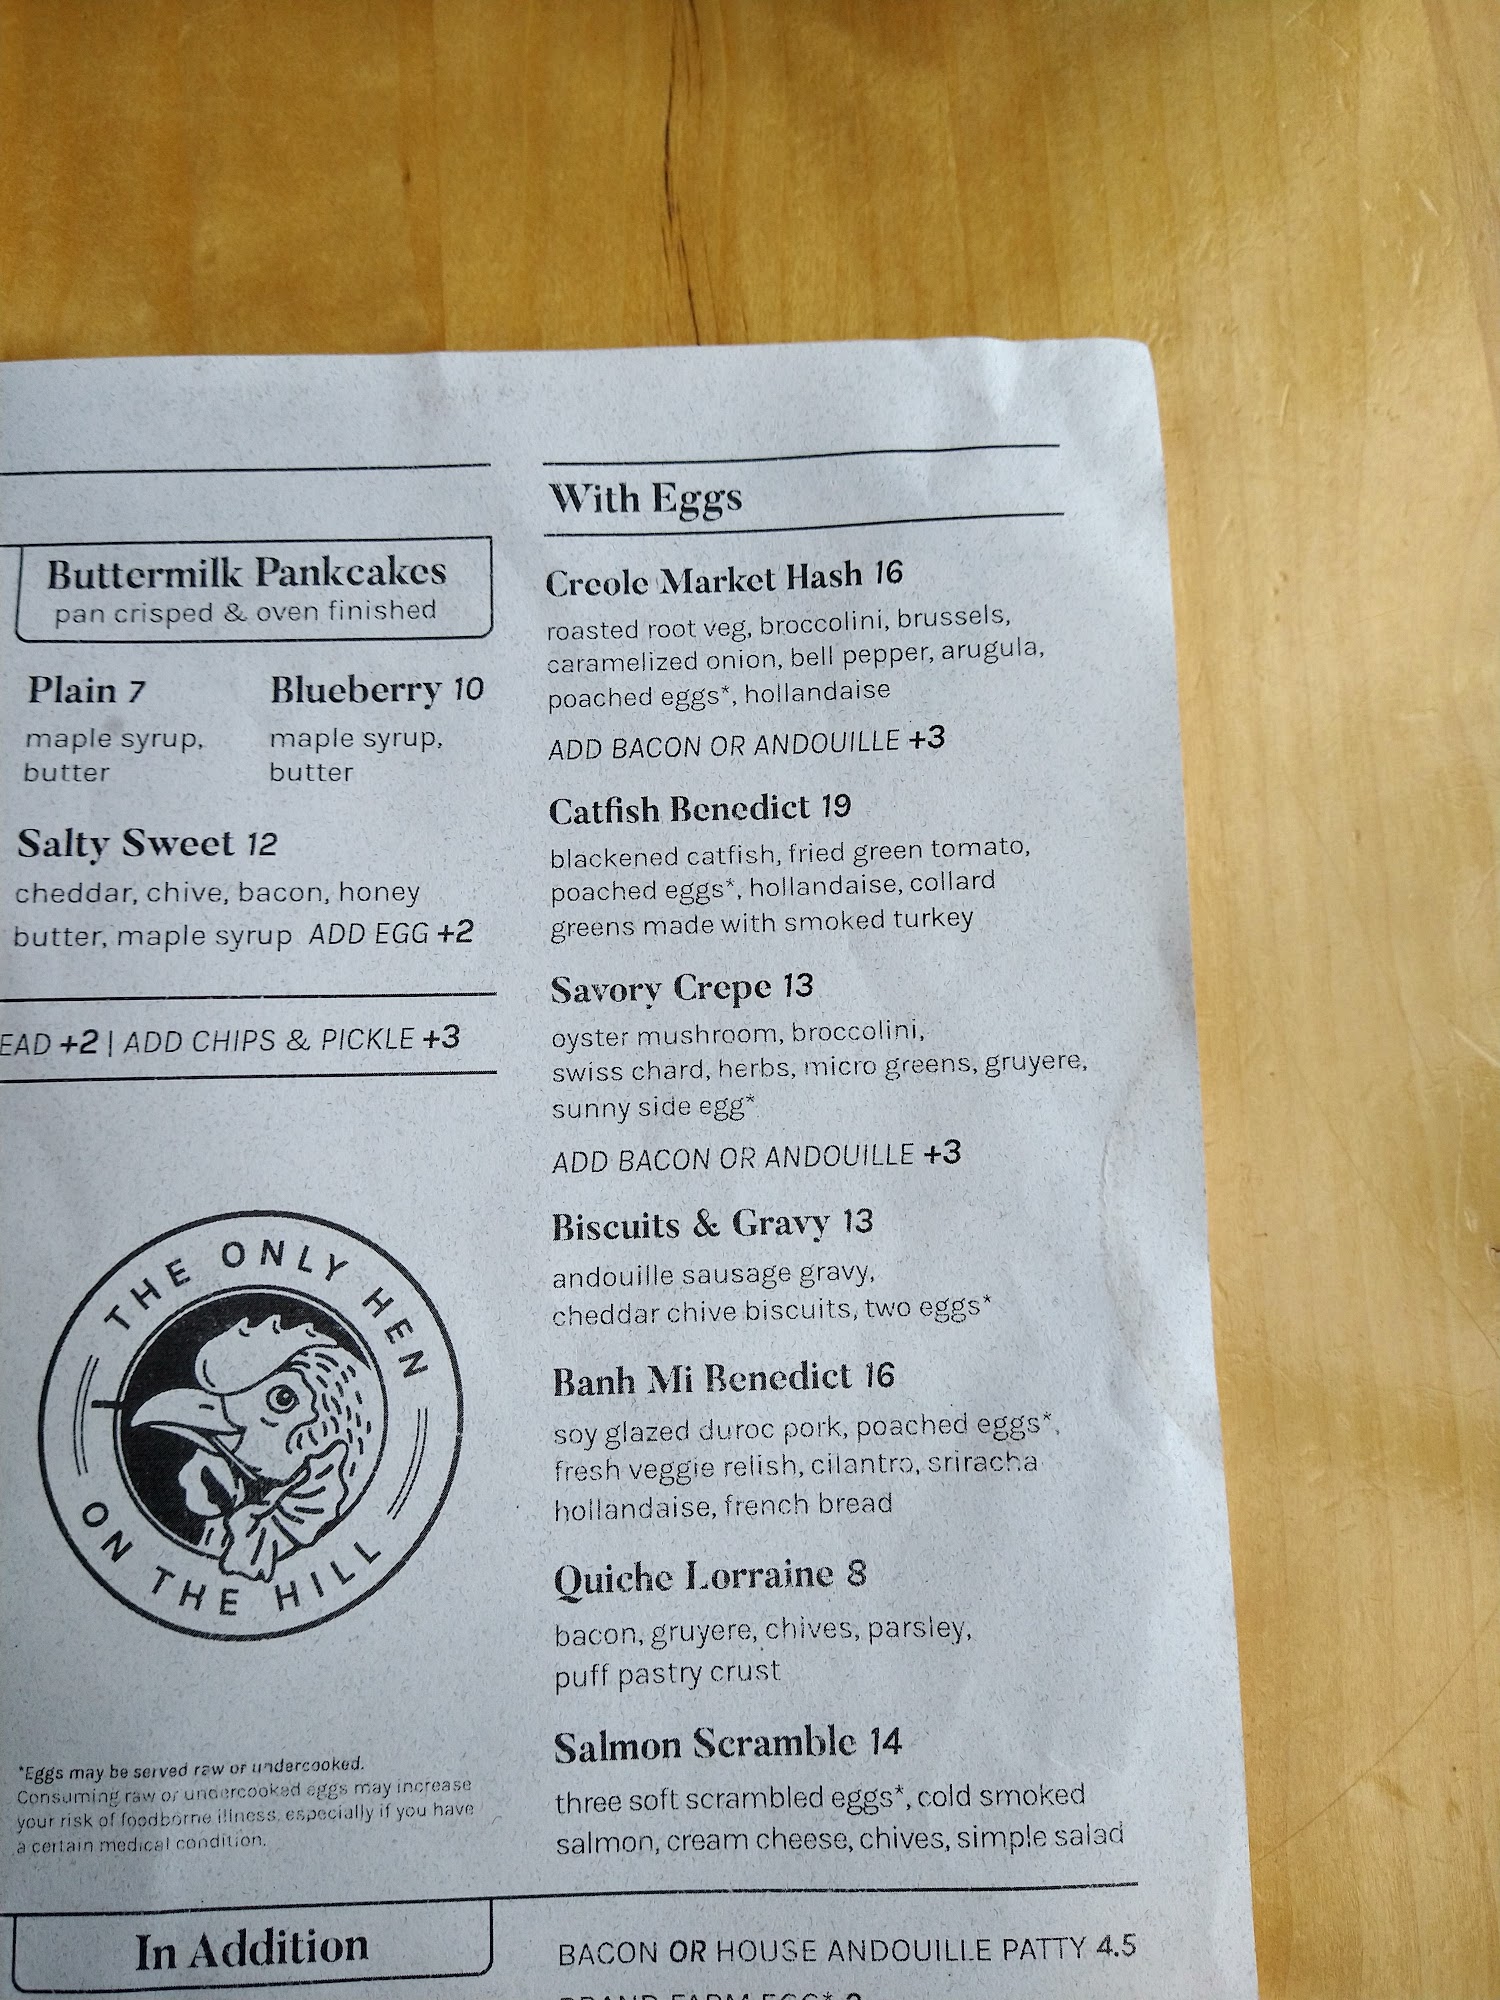 Buttermilk Pankcakes
pan crisped & oven finished
Plain 7
maple syrup,
butter
Blueberry 10
maple syrup,
butter
Salty Sweet 12
cheddar, chive, bacon, honey
butter, maple syrup ADD EGG +2
EAD +2 | ADD CHIPS & PICKLE +3
THE ONLY HEN
ON THE HILL
*Eggs may be served raw or undercooked.
Consuming raw or undercooked eggs may increase
your risk of foodborne illness, especially if you have
a certain medical condition.
With Eggs
Creole Market Hash 16
roasted root veg, broccolini, brussels,
caramelized onion, bell pepper, arugula,
poached eggs*, hollandaise
ADD BACON OR ANDOUILLE +3
Catfish Benedict 19
blackened catfish, fried green tomato,
poached eggs*, hollandaise, collard
greens made with smoked turkey
Savory Crepe 13
oyster mushroom, broccolini,
swiss chard, herbs, micro greens, gruyere,
sunny side egg*
ADD BACON OR ANDOUILLE +3
Biscuits & Gravy 13
andouille sausage gravy,
cheddar chive biscuits, two eggs*
Banh Mi Benedict 16
soy glazed duroc pork, poached eggs*,
fresh veggie relish, cilantro, sriracha
hollandaise, french bread
Quiche Lorraine 8
bacon, gruyere, chives, parsley,
puff pastry crust
Salmon Scramble 14
three soft scrambled eggs*, cold smoked
salmon, cream cheese, chives, simple salad
In Addition
BACON OR HOUSE ANDOUILLE PATTY 4.5